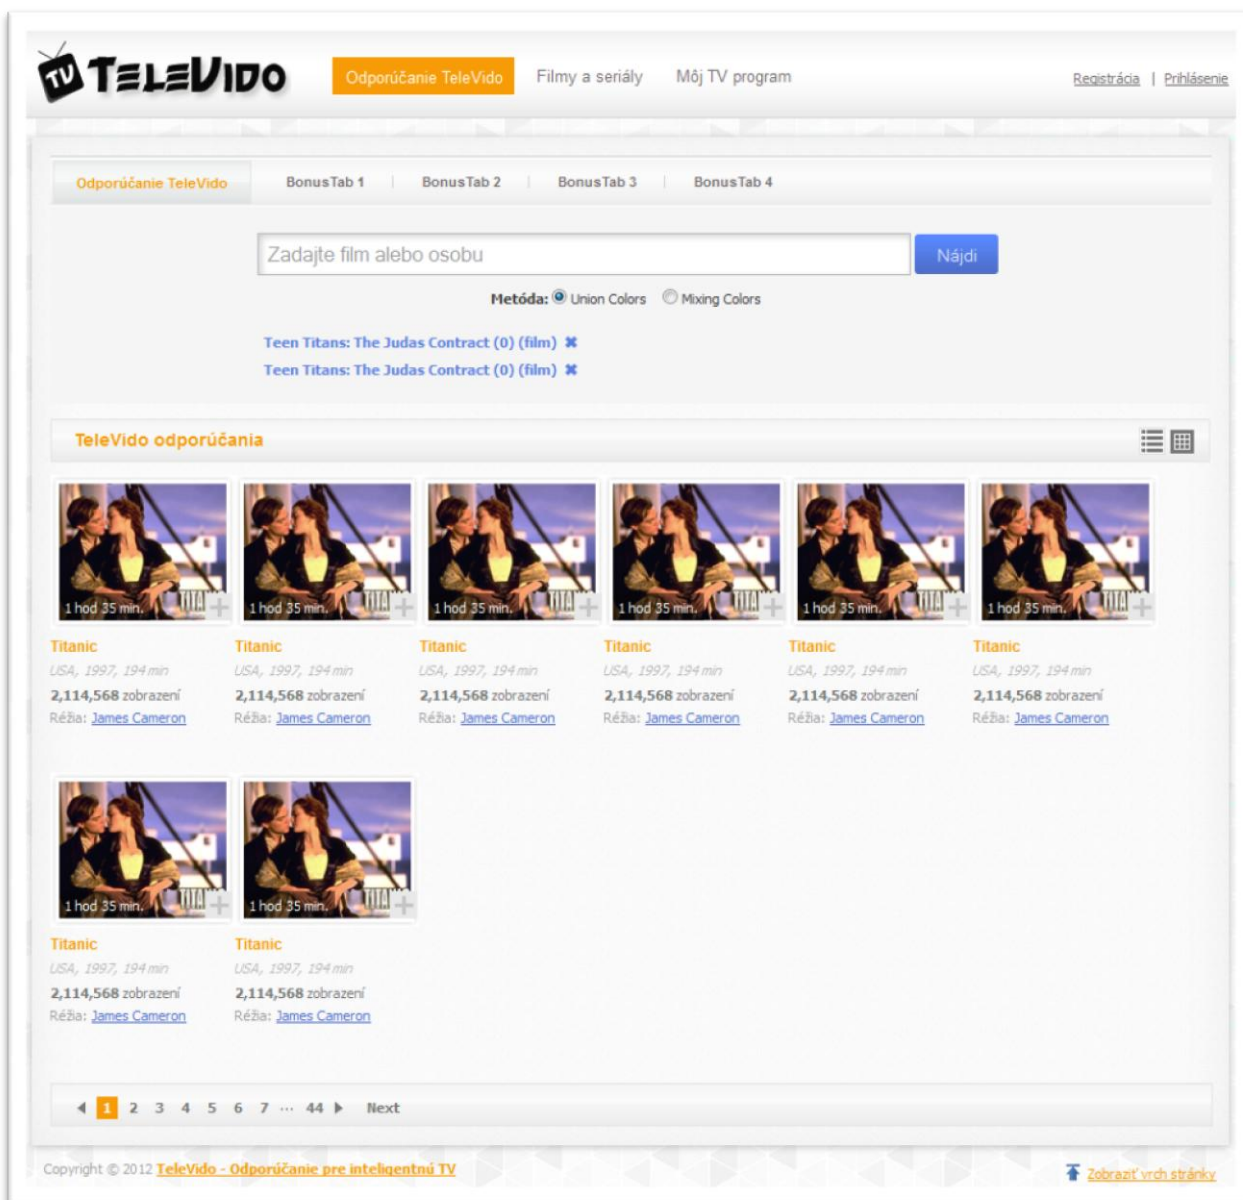 TV TELEVIDO Odporúčanie TeleVido Filmy a seriály Môj TV program Registrácia | Prihlásenie
Odporúčanie TeleVido BonusTab 1 | BonusTab 2 | BonusTab 3 | BonusTab 4
Zadajte film alebo osobu Nájdi
Metóda: Union Colors Mixing Colors
Teen Titans: The Judas Contract (0) (film) ✖
Teen Titans: The Judas Contract (0) (film) ✖
TeleVido odporúčania
1 hod 35 min. TITA 1 hod 35 min. TITA 1 hod 35 min. TITA 1 hod 35 min. TITA 1 hod 35 min. TITA 1 hod 35 min. TITA
Titanic Titanic Titanic Titanic Titanic Titanic
USA, 1997, 194 min USA, 1997, 194 min USA, 1997, 194 min USA, 1997, 194 min USA, 1997, 194 min USA, 1997, 194 min
2,114,568 zobrazení 2,114,568 zobrazení 2,114,568 zobrazení 2,114,568 zobrazení 2,114,568 zobrazení 2,114,568 zobrazení
Réžia: James Cameron Réžia: James Cameron Réžia: James Cameron Réžia: James Cameron Réžia: James Cameron Réžia: James Cameron
1 hod 35 min. TITA 1 hod 35 min. TITA
Titanic Titanic
USA, 1997, 194 min USA, 1997, 194 min
2,114,568 zobrazení 2,114,568 zobrazení
Réžia: James Cameron Réžia: James Cameron
1 2 3 4 5 6 7 ... 44 Next
Copyright © 2012 TeleVido - Odporúčanie pre inteligentnú TV Zobraziť vrch stránky